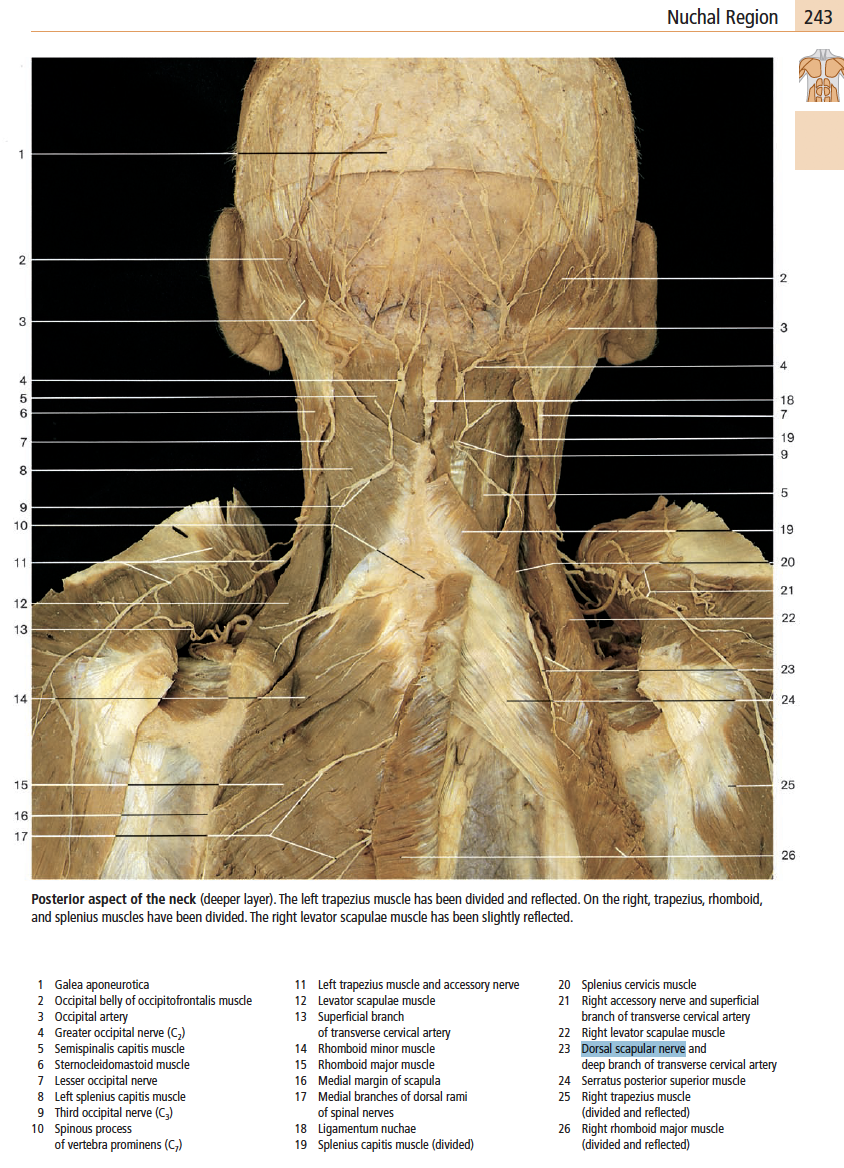 Nuchal Region 243
1
2
3
4
5
6
7
8
9
10
11
12
13
14
15
16
17
2
3
4
18
7
19
9
5
19
20
21
22
23
24
25
26
Posterior aspect of the neck (deeper layer). The left trapezius muscle has been divided and reflected. On the right, trapezius, rhomboid,
and splenius muscles have been divided. The right levator scapulae muscle has been slightly reflected.
1 Galea aponeurotica
2 Occipital belly of occipitofrontalis muscle
3 Occipital artery
4 Greater occipital nerve (C2)
5 Semispinalis capitis muscle
6 Sternocleidomastoid muscle
7 Lesser occipital nerve
8 Left splenius capitis muscle
9 Third occipital nerve (C3)
10 Spinous process
of vertebra prominens (C7)
11 Left trapezius muscle and accessory nerve
12 Levator scapulae muscle
13 Superficial branch
of transverse cervical artery
14 Rhomboid minor muscle
15 Rhomboid major muscle
16 Medial margin of scapula
17 Medial branches of dorsal rami
of spinal nerves
18 Ligamentum nuchae
19 Splenius capitis muscle (divided)
20 Splenius cervicis muscle
21 Right accessory nerve and superficial
branch of transverse cervical artery
22 Right levator scapulae muscle
23 Dorsal scapular nerve and
deep branch of transverse cervical artery
24 Serratus posterior superior muscle
25 Right trapezius muscle
(divided and reflected)
26 Right rhomboid major muscle
(divided and reflected)